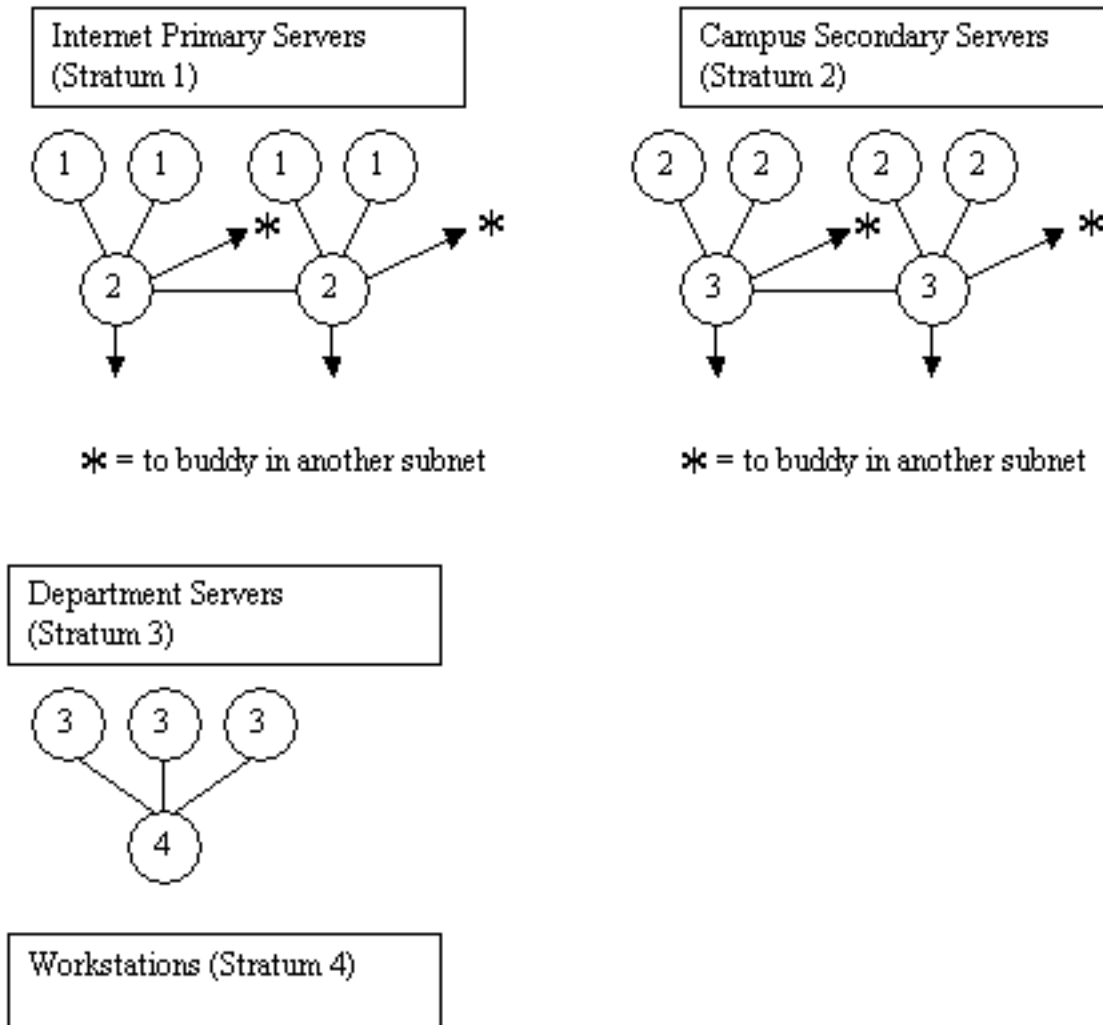 Internet Primary Servers
(Stratum 1)
Campus Secondary Servers
(Stratum 2)
1 1 1 1
2 2 2 2
* *
* *
2 2
3 3
* = to buddy in another subnet
* = to buddy in another subnet
Department Servers
(Stratum 3)
3 3 3
4
Workstations (Stratum 4)